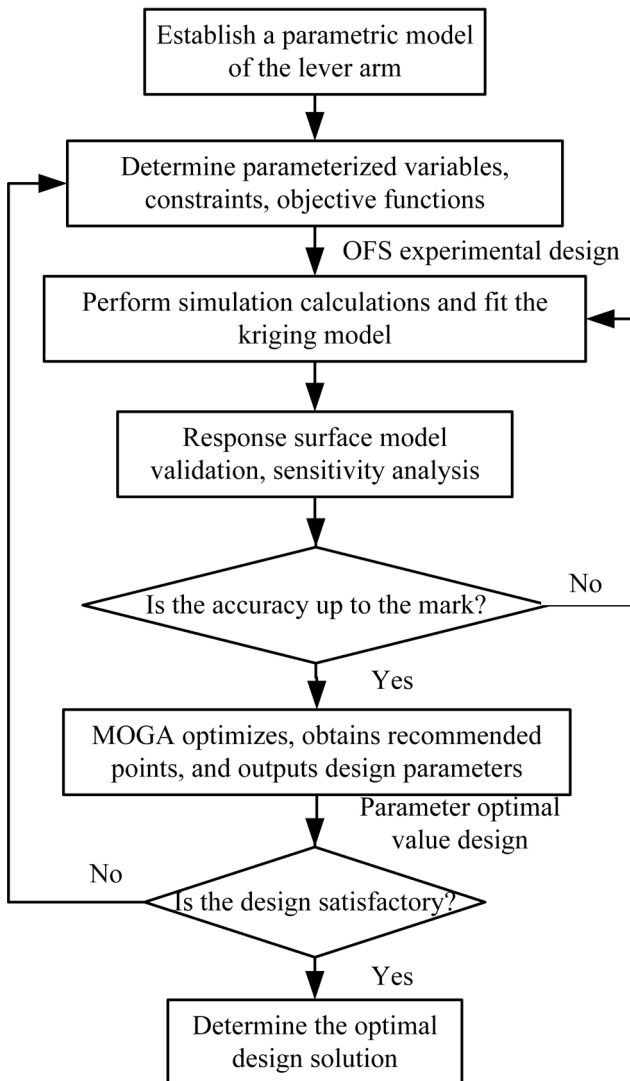 Establish a parametric model
of the lever arm
Determine parameterized variables,
constraints, objective functions
OFS experimental design
Perform simulation calculations and fit the
kriging model
Response surface model
validation, sensitivity analysis
Is the accuracy up to the mark?
No
Yes
MOGA optimizes, obtains recommended
points, and outputs design parameters
Parameter optimal
value design
No
Is the design satisfactory?
Yes
Determine the optimal
design solution